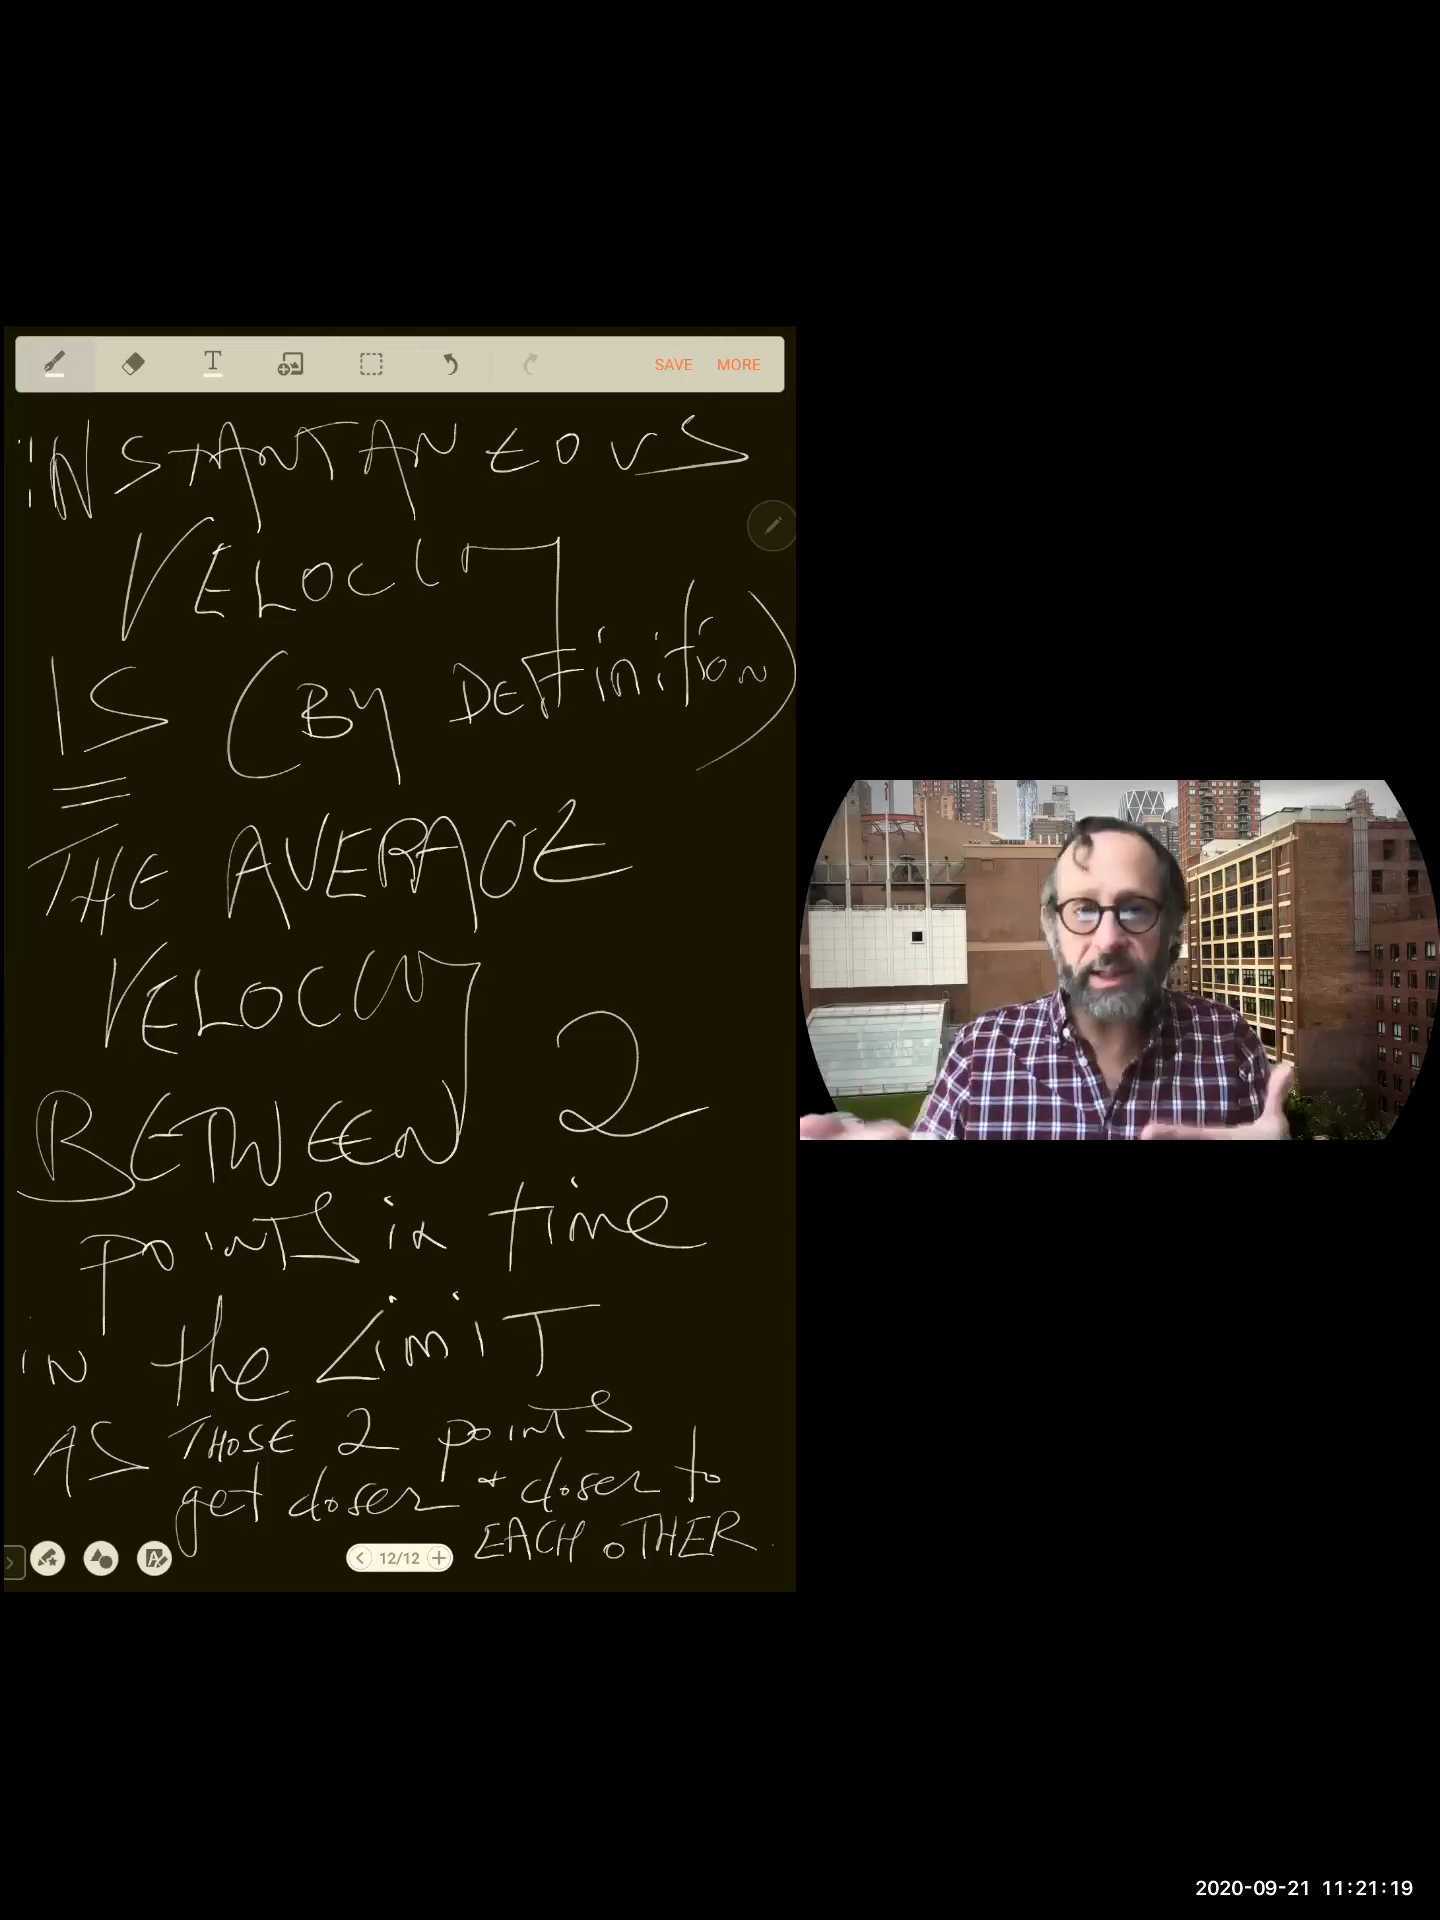 T
SAVE MORE
INSTANTANEOUS
VELOCITY
IS (BY DEFinition)
THE AVERAGE
VELOCITY
BETWEEN 2
points in time
iN the LimiT
AS THOSE 2 points
get closer + closer to
EACH OTHER
A
12/12
2020-09-21 11:21:19